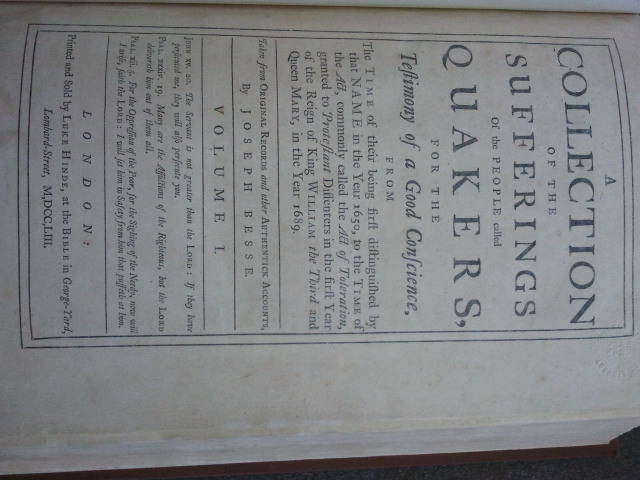 A
COLLECTION
OF THE
SUFFERINGS
Of the PEOPLE called
QUAKERS,
FOR THE
Teſtimony of a Good Conſcience,
FROM
The TIME of their being firſt diſtinguiſhed by
that NAME in the Year 1650, to the TIME of
the Act, commonly called the Act of Toleration,
granted to Proteſtant Diſſenters in the firſt Year
of the Reign of King WILLIAM the Third and
Queen MARY, in the Year 1689.
Taken from ORIGINAL RECORDS and other AUTHENTICK ACCOUNTS,
By JOSEPH BESSE.
VOLUME I.
JOHN xv. 20. The Servant is not greater than the LORD: If they have
perſecuted me, they will alſo perſecute you.
PSAL. xxxiv. 19. Many are the Afflictions of the Righteous, but the LORD
delivereth him out of them all.
PSAL. xii. 5. For the Oppreſſion of the Poor, for the Sighing of the Needy, now will
I ariſe, ſaith the LORD: I will ſet him in Safety from him that puffeth at him.
LONDON:
Printed and Sold by LUKE HINDE, at the BIBLE in George-Yard,
Lombard-Street, M,DCC,LIII.